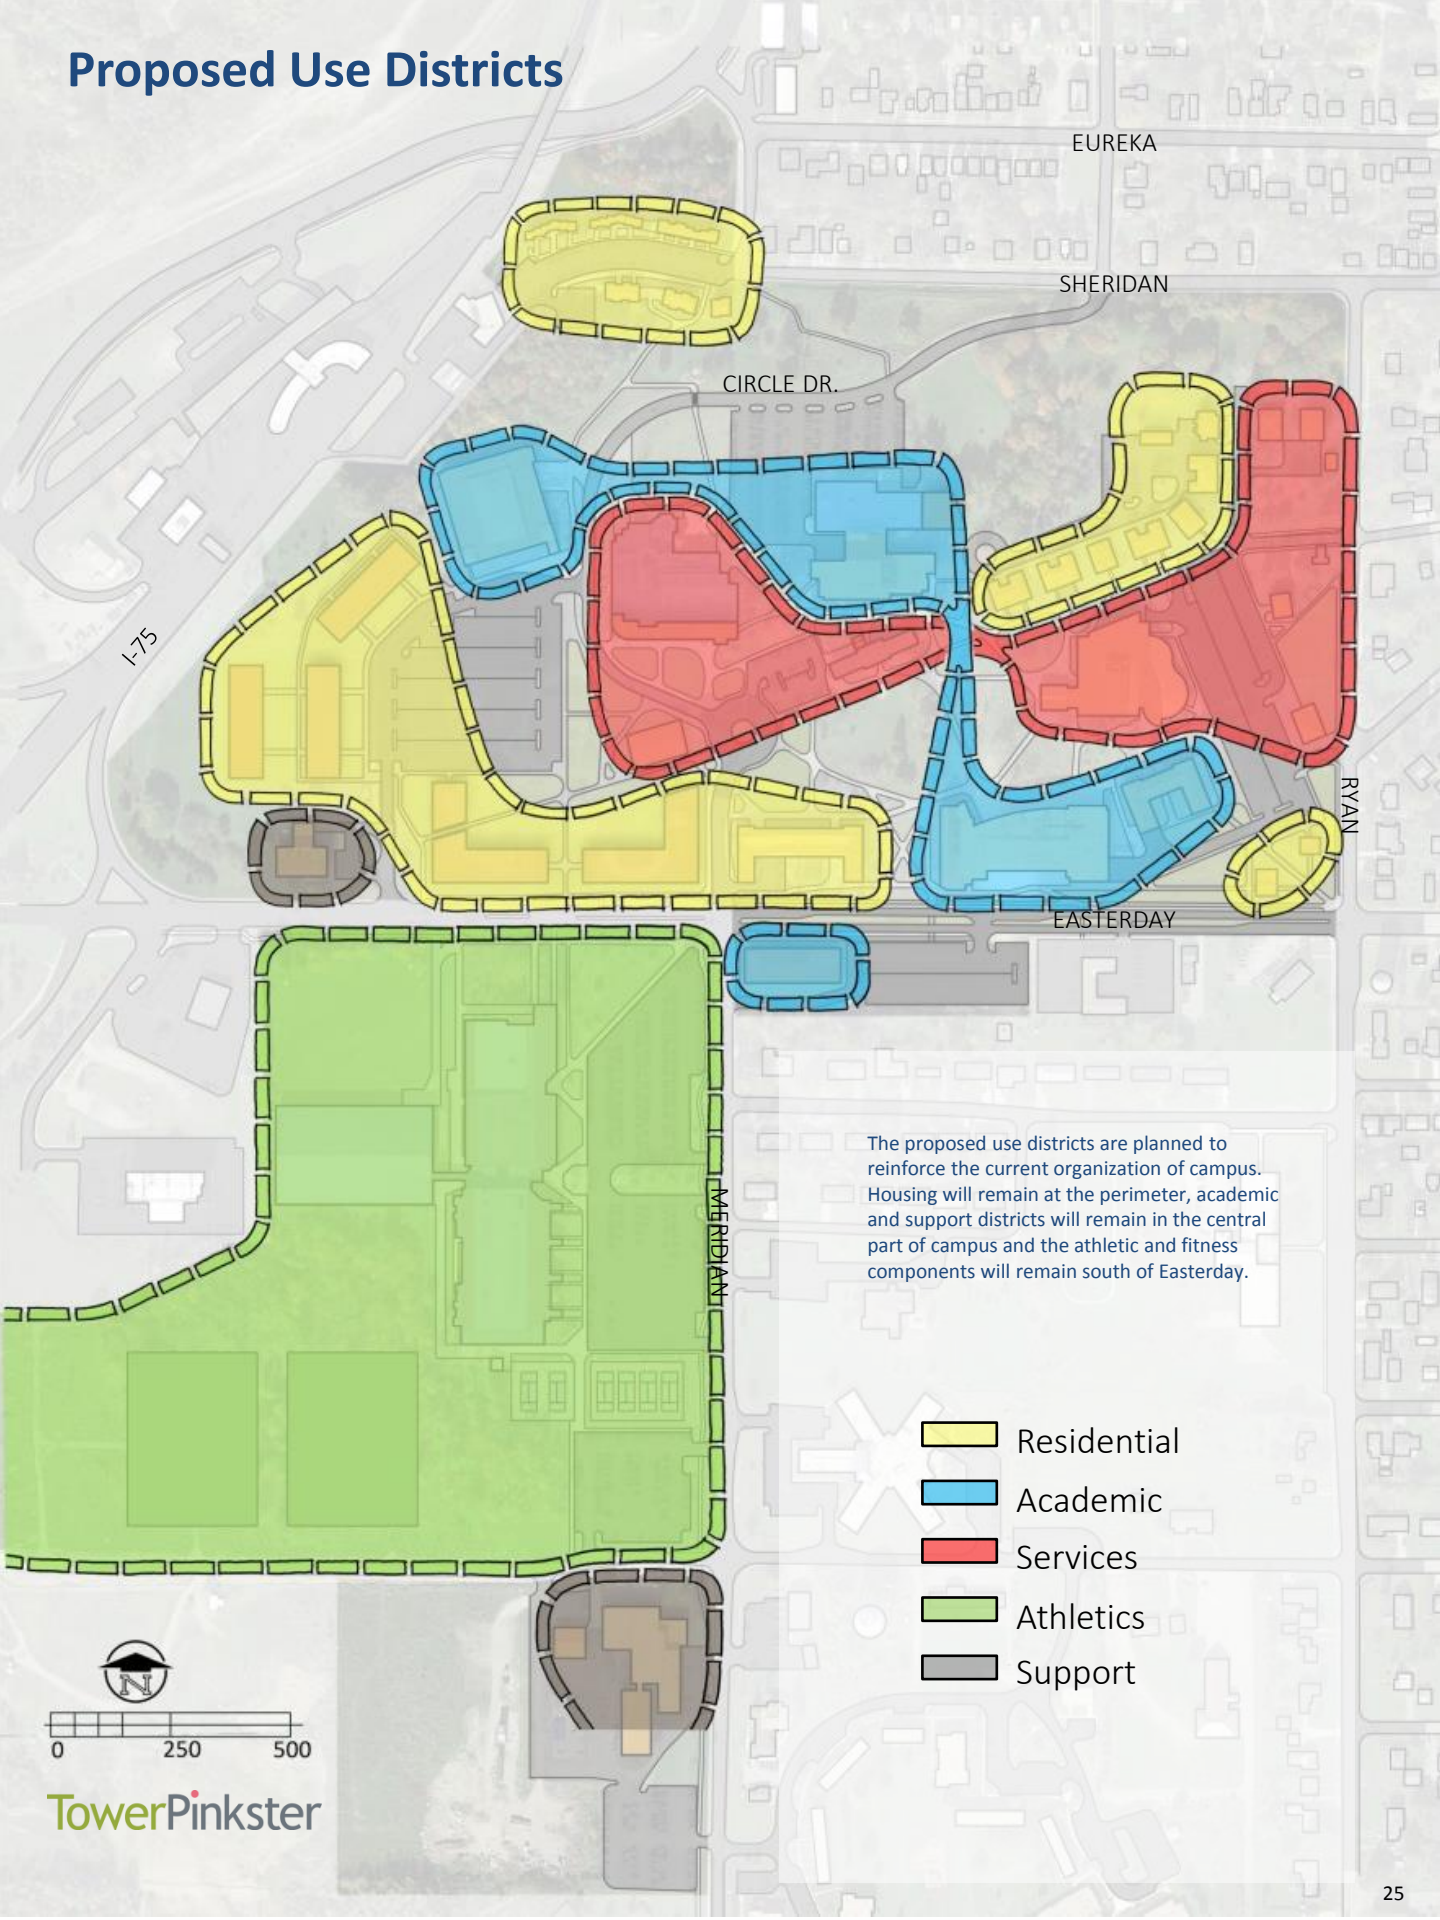 Proposed Use Districts
EUREKA
SHERIDAN
CIRCLE DR.
I-75
RYAN
EASTERDAY
MERIDIAN
The proposed use districts are planned to
reinforce the current organization of campus.
Housing will remain at the perimeter, academic
and support districts will remain in the central
part of campus and the athletic and fitness
components will remain south of Easterday.
Residential
Academic
Services
Athletics
Support
N
0 250 500
TowerPinkster
25